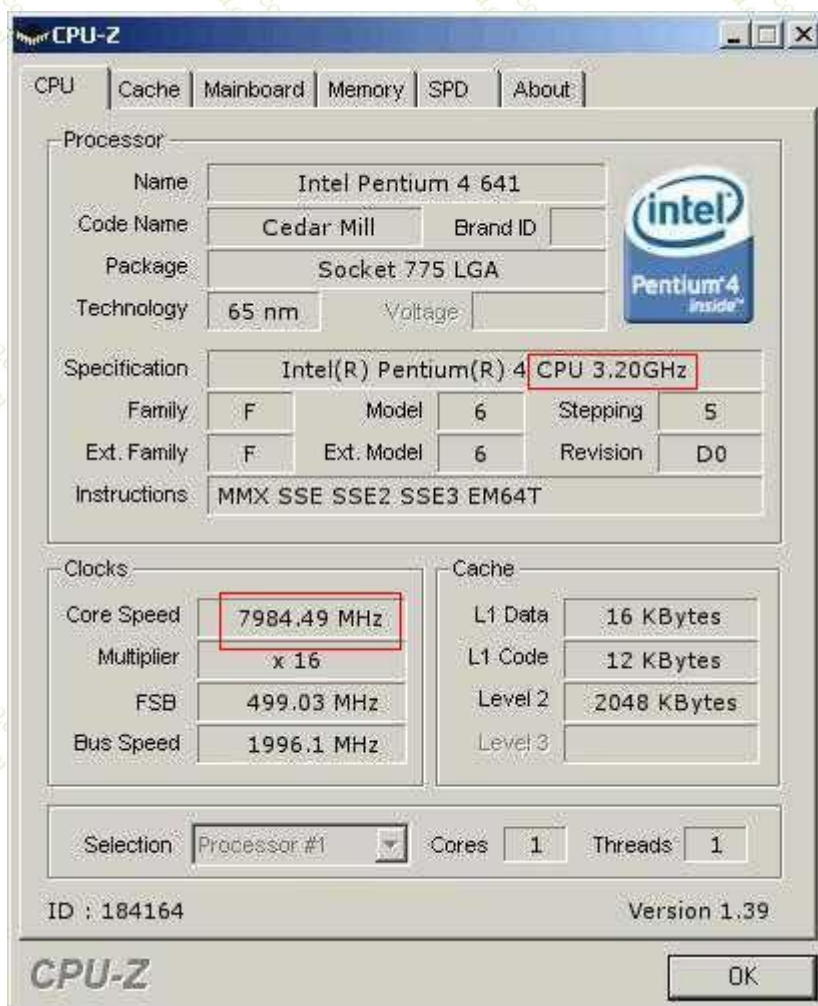 CPU-Z
CPU Cache Mainboard Memory SPD About
Processor
Name Intel Pentium 4 641
Code Name Cedar Mill Brand ID
Package Socket 775 LGA
Technology 65 nm Voltage
intel
Pentium 4
inside™
Specification Intel(R) Pentium(R) 4 CPU 3.20GHz
Family F Model 6 Stepping 5
Ext. Family F Ext. Model 6 Revision D0
Instructions MMX SSE SSE2 SSE3 EM64T
Clocks
Core Speed 7984.49 MHz
Multiplier x 16
FSB 499.03 MHz
Bus Speed 1996.1 MHz
Cache
L1 Data 16 KBytes
L1 Code 12 KBytes
Level 2 2048 KBytes
Level 3
Selection Processor #1 Cores 1 Threads 1
ID : 184164 Version 1.39
CPU-Z OK